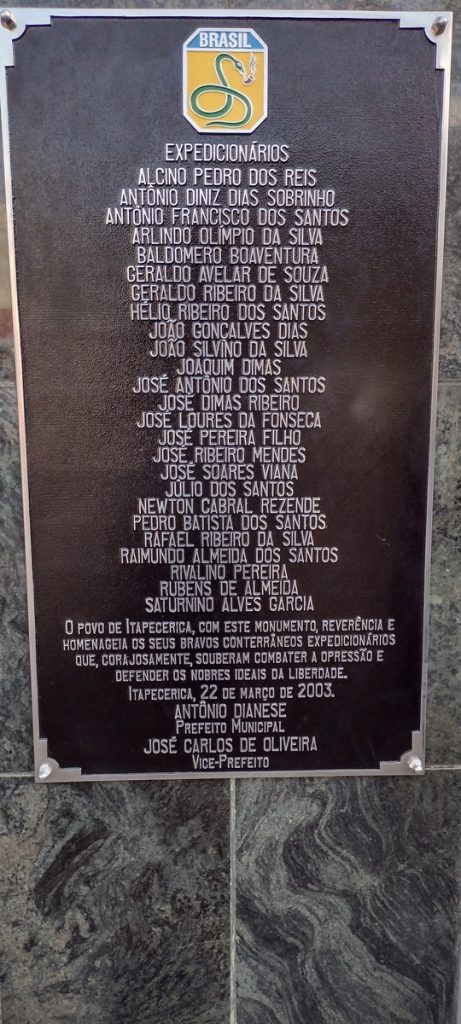 BRASIL
EXPEDICIONÁRIOS
ALCINO PEDRO DOS REIS
ANTÔNIO DINIZ DIAS SOBRINHO
ANTÔNIO FRANCISCO DOS SANTOS
ARLINDO OLÍMPIO DA SILVA
BALDOMERO BOAVENTURA
GERALDO AVELAR DE SOUZA
GERALDO RIBEIRO DA SILVA
HÉLIO RIBEIRO DOS SANTOS
JOÃO GONÇALVES DIAS
JOÃO SILVINO DA SILVA
JOAQUIM DIMAS
JOSÉ ANTÔNIO DOS SANTOS
JOSÉ DIMAS RIBEIRO
JOSÉ LOURES DA FONSECA
JOSÉ PEREIRA FILHO
JOSÉ RIBEIRO MENDES
JOSÉ SOARES VIANA
JÚLIO DOS SANTOS
NEWTON CABRAL REZENDE
PEDRO BATISTA DOS SANTOS
RAFAEL RIBEIRO DA SILVA
RAIMUNDO ALMEIDA DOS SANTOS
RIVALINO PEREIRA
RUBENS DE ALMEIDA
SATURNINO ALVES GARCIA
O POVO DE ITAPECERICA, COM ESTE MONUMENTO, REVERÊNCIA E
HOMENAGEIA OS SEUS BRAVOS CONTERRÂNEOS EXPEDICIONÁRIOS
QUE, CORAJOSAMENTE, SOUBERAM COMBATER A OPRESSÃO E
DEFENDER OS NOBRES IDEAIS DA LIBERDADE.
ITAPECERICA, 22 DE MARÇO DE 2003.
ANTÔNIO DIANESE
PREFEITO MUNICIPAL
JOSÉ CARLOS DE OLIVEIRA
VICE-PREFEITO